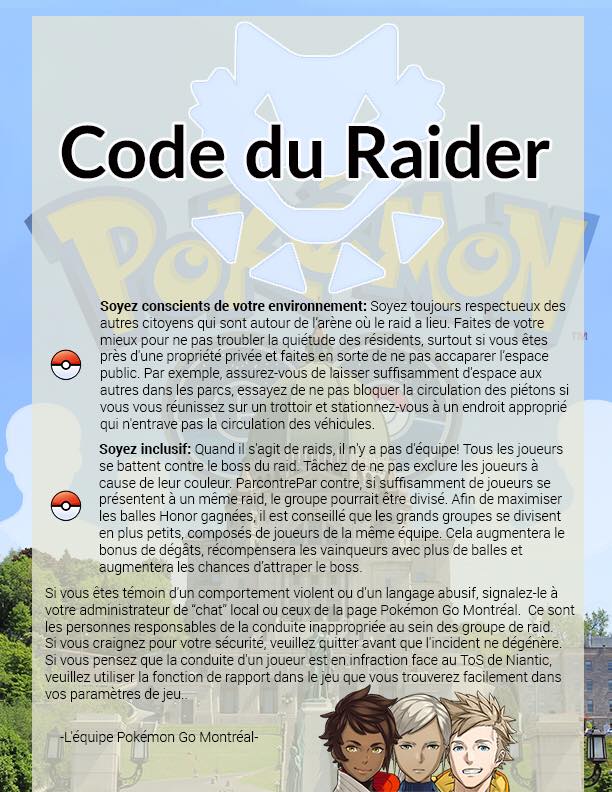 Code du Raider
POKÉMON
TM
Soyez conscients de votre environnement: Soyez toujours respectueux des
autres citoyens qui sont autour de l'arène où le raid a lieu. Faites de votre
mieux pour ne pas troubler la quiétude des résidents, surtout si vous êtes
près d'une propriété privée et faites en sorte de ne pas accaparer l'espace
public. Par exemple, assurez-vous de laisser suffisamment d'espace aux
autres dans les parcs, essayez de ne pas bloquer la circulation des piétons si
vous vous réunissez sur un trottoir et stationnez-vous à un endroit approprié
qui n'entrave pas la circulation des véhicules.
Soyez inclusif: Quand il s'agit de raids, il n'y a pas d'équipe! Tous les joueurs
se battent contre le boss du raid. Tâchez de ne pas exclure les joueurs à
cause de leur couleur. ParcontrePar contre, si suffisamment de joueurs se
présentent à un même raid, le groupe pourrait être divisé. Afin de maximiser
les balles Honor gagnées, il est conseillé que les grands groupes se divisent
en plus petits, composés de joueurs de la même équipe. Cela augmentera le
bonus de dégâts, récompensera les vainqueurs avec plus de balles et
augmentera les chances d'attraper le boss.
Si vous êtes témoin d'un comportement violent ou d'un langage abusif, signalez-le à
votre administrateur de “chat” local ou ceux de la page Pokémon Go Montréal.  Ce sont
les personnes responsables de la conduite inappropriée au sein des groupe de raid.
Si vous craignez pour votre sécurité, veuillez quitter avant que l'incident ne dégénère.
Si vous pensez que la conduite d'un joueur est en infraction face au ToS de Niantic,
veuillez utiliser la fonction de rapport dans le jeu que vous trouverez facilement dans
vos paramètres de jeu..
-L'équipe Pokémon Go Montréal-